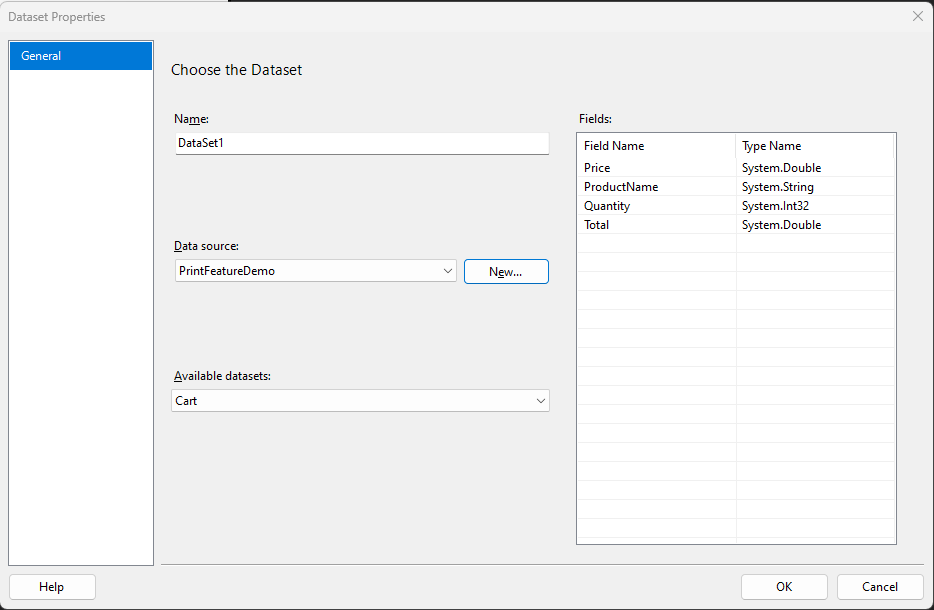 Dataset Properties
General
Choose the Dataset
Name:
DataSet1
Data source:
PrintFeatureDemo
New...
Available datasets:
Cart
Fields:
Field Name Type Name
Price System.Double
ProductName System.String
Quantity System.Int32
Total System.Double
Help
OK
Cancel